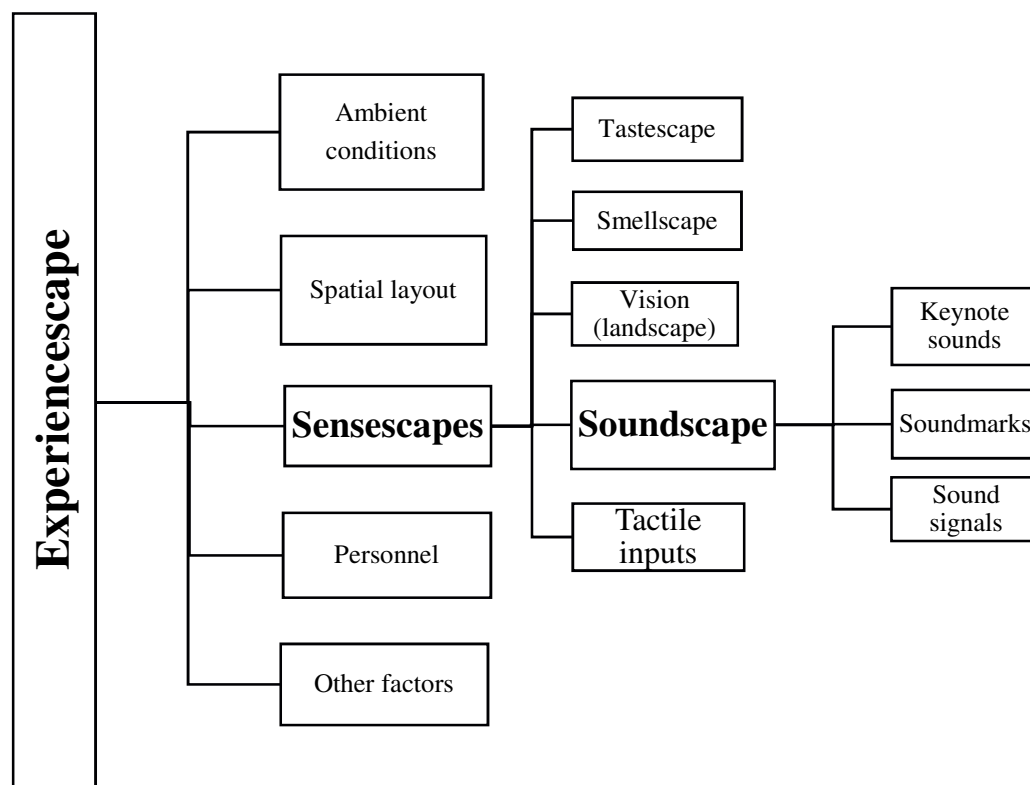 Experiencescape
Ambient
conditions
Spatial layout
Sensescapes
Personnel
Other factors
Tastescape
Smellscape
Vision
(landscape)
Soundscape
Tactile
inputs
Keynote
sounds
Soundmarks
Sound
signals